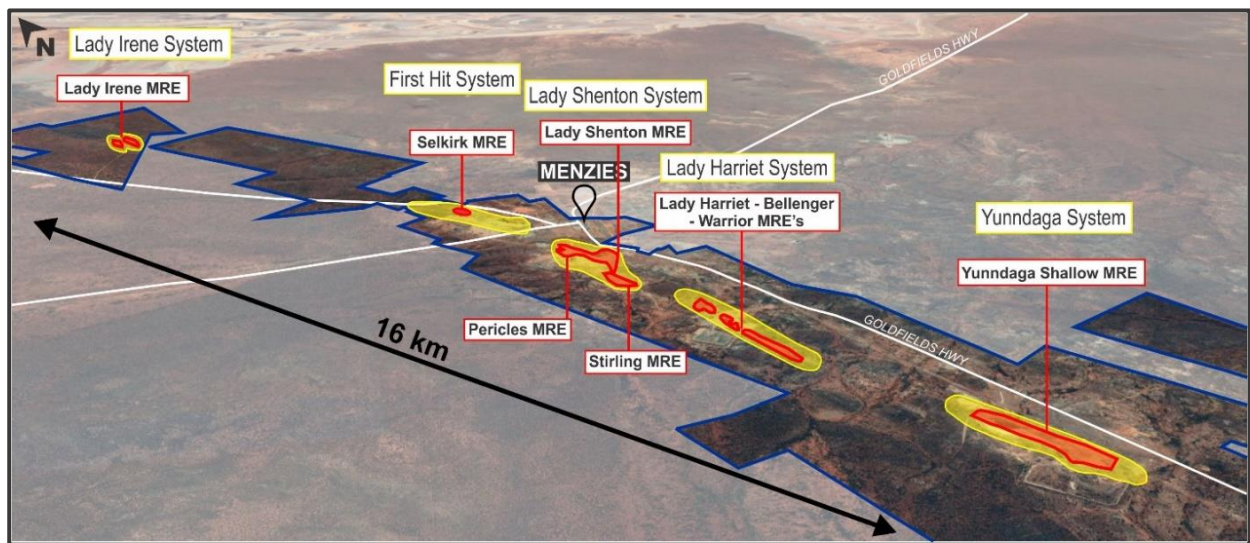 N
Lady Irene System
Lady Irene MRE
First Hit System
Selkirk MRE
Lady Shenton System
Lady Shenton MRE
MENZIES
Lady Harriet System
Lady Harriet - Bellenger
- Warrior MRE's
GOLDFIELDS HWY
Yunndaga System
Yunndaga Shallow MRE
Pericles MRE
Stirling MRE
GOLDFIELDS HWY
16 km